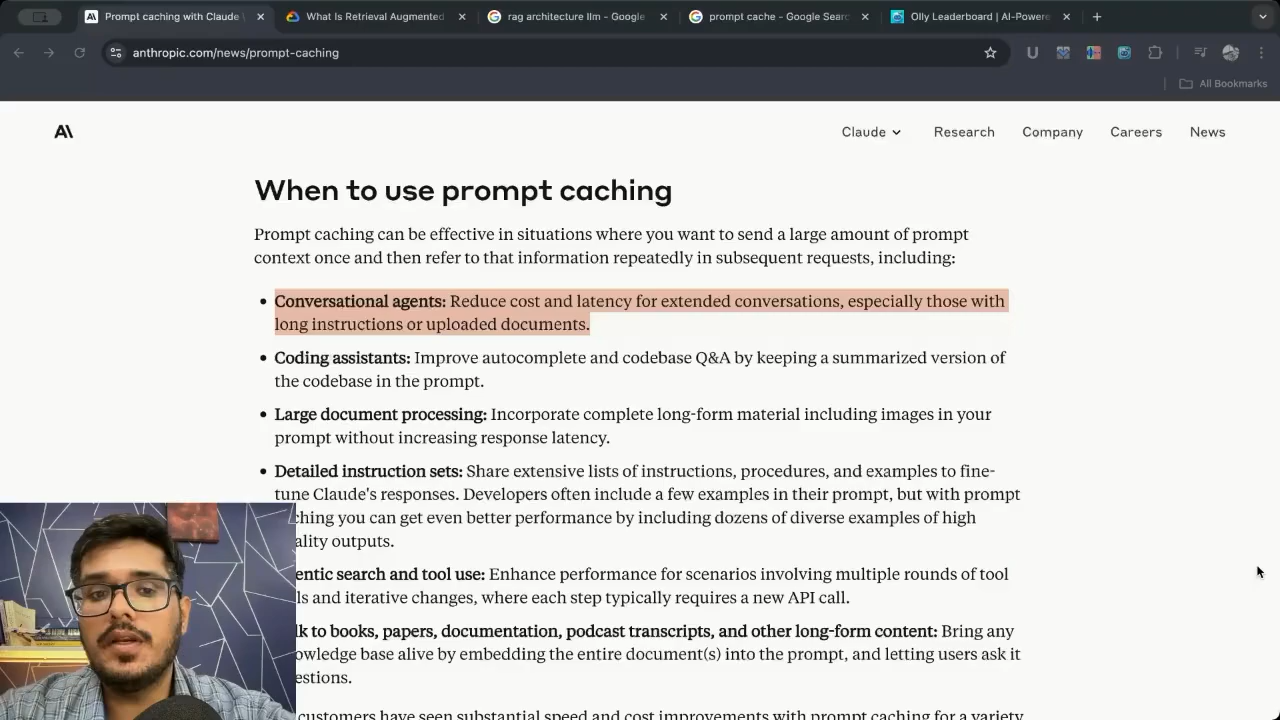 Prompt caching with Claude \
What Is Retrieval Augmented
rag architecture llm - Google
prompt cache - Google Search
Olly Leaderboard | AI-Powere
anthropic.com/news/prompt-caching
All Bookmarks
A\
Claude
Research
Company
Careers
News
When to use prompt caching
Prompt caching can be effective in situations where you want to send a large amount of prompt
context once and then refer to that information repeatedly in subsequent requests, including:
• Conversational agents: Reduce cost and latency for extended conversations, especially those with
long instructions or uploaded documents.
• Coding assistants: Improve autocomplete and codebase Q&A by keeping a summarized version of
the codebase in the prompt.
• Large document processing: Incorporate complete long-form material including images in your
prompt without increasing response latency.
• Detailed instruction sets: Share extensive lists of instructions, procedures, and examples to fine-
tune Claude's responses. Developers often include a few examples in their prompt, but with prompt
ching you can get even better performance by including dozens of diverse examples of high
ality outputs.
entic search and tool use: Enhance performance for scenarios involving multiple rounds of tool
ls and iterative changes, where each step typically requires a new API call.
lk to books, papers, documentation, podcast transcripts, and other long-form content: Bring any
owledge base alive by embedding the entire document(s) into the prompt, and letting users ask it
estions.
customers have seen substantial speed and cost improvements with prompt caching for a variety